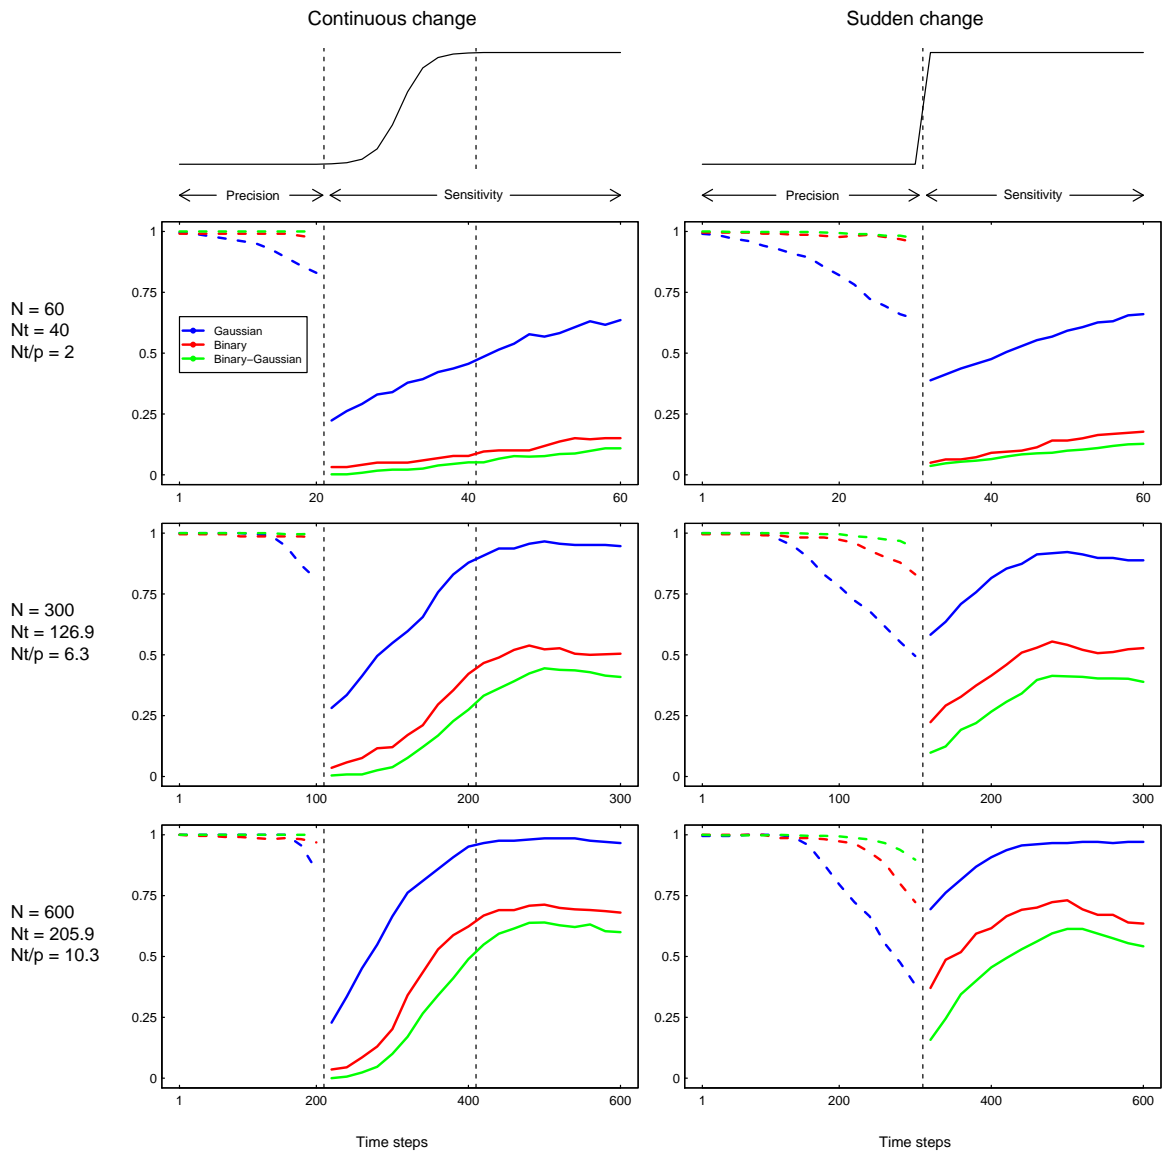 Continuous change
Sudden change
Precision
Sensitivity
Precision
Sensitivity
N = 60
Nt = 40
Nt/p = 2
1
0.75
0.5
0.25
0
Gaussian
Binary
Binary−Gaussian
1
20
40
60
1
0.75
0.5
0.25
0
1
20
40
60
N = 300
Nt = 126.9
Nt/p = 6.3
1
0.75
0.5
0.25
0
1
100
200
300
1
0.75
0.5
0.25
0
1
100
200
300
N = 600
Nt = 205.9
Nt/p = 10.3
1
0.75
0.5
0.25
0
1
200
400
600
1
0.75
0.5
0.25
0
1
200
400
600
Time steps
Time steps